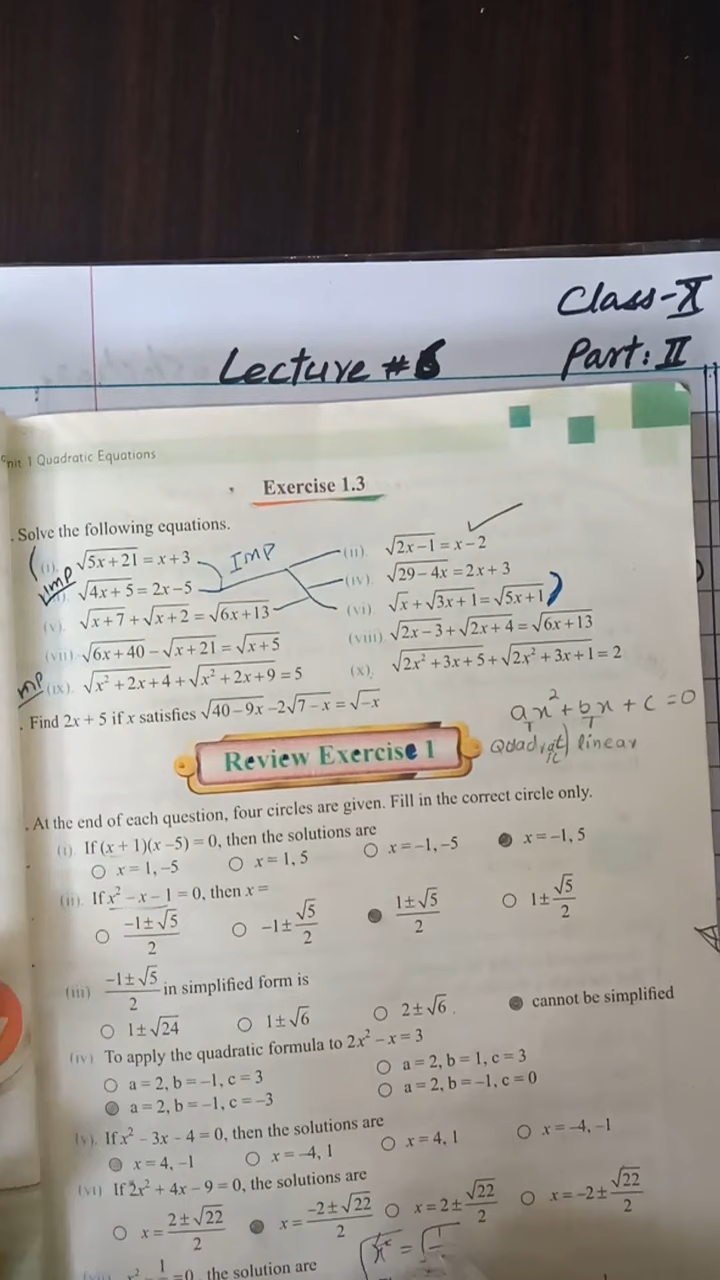 Class-X
Lecture # 6
Part: II
Unit 1 Quadratic Equations
Exercise 1.3
. Solve the following equations.
(i). √5x+21 = x+3 IMP (ii). √2x−1 = x−2
IMP √4x+5 = 2x−5 (iv). √29−4x = 2x+3
(v). √x+7 + √x+2 = √6x+13 (vi). √x + √3x+1 = √5x+1
(vii) √6x+40 − √x+21 = √x+5 (viii) √2x−3 + √2x+4 = √6x+13
MP (ix). √x²+2x+4 + √x²+2x+9 = 5 (x). √2x²+3x+5 + √2x²+3x+1 = 2
. Find 2x + 5 if x satisfies √40−9x − 2√7−x = √−x
ax² + bx + c = 0
Quadratic linear
Review Exercise 1
. At the end of each question, four circles are given. Fill in the correct circle only.
(i). If (x + 1)(x −5) = 0, then the solutions are
x = 1, −5 x = 1, 5 x = −1, −5 x = −1, 5
(ii). If x² − x − 1 = 0, then x =
(−1±√5)/2 −1± √5/2 (1±√5)/2 1± √5/2
(iii) (−1±√5)/2 in simplified form is
1±√24 1±√6 2±√6 . cannot be simplified
(iv) To apply the quadratic formula to 2x² − x = 3
a = 2, b = −1, c = 3 a = 2, b = 1, c = 3
a = 2, b = −1, c = −3 a = 2, b = −1, c = 0
(v). If x² − 3x − 4 = 0, then the solutions are
x = 4, −1 x = −4, 1 x = 4, 1 x = −4, −1
(vi) If 2x² + 4x − 9 = 0, the solutions are
x = (2±√22)/2 x = (−2±√22)/2 x = 2± √22/2 x = −2± √22/2
=0, the solution are